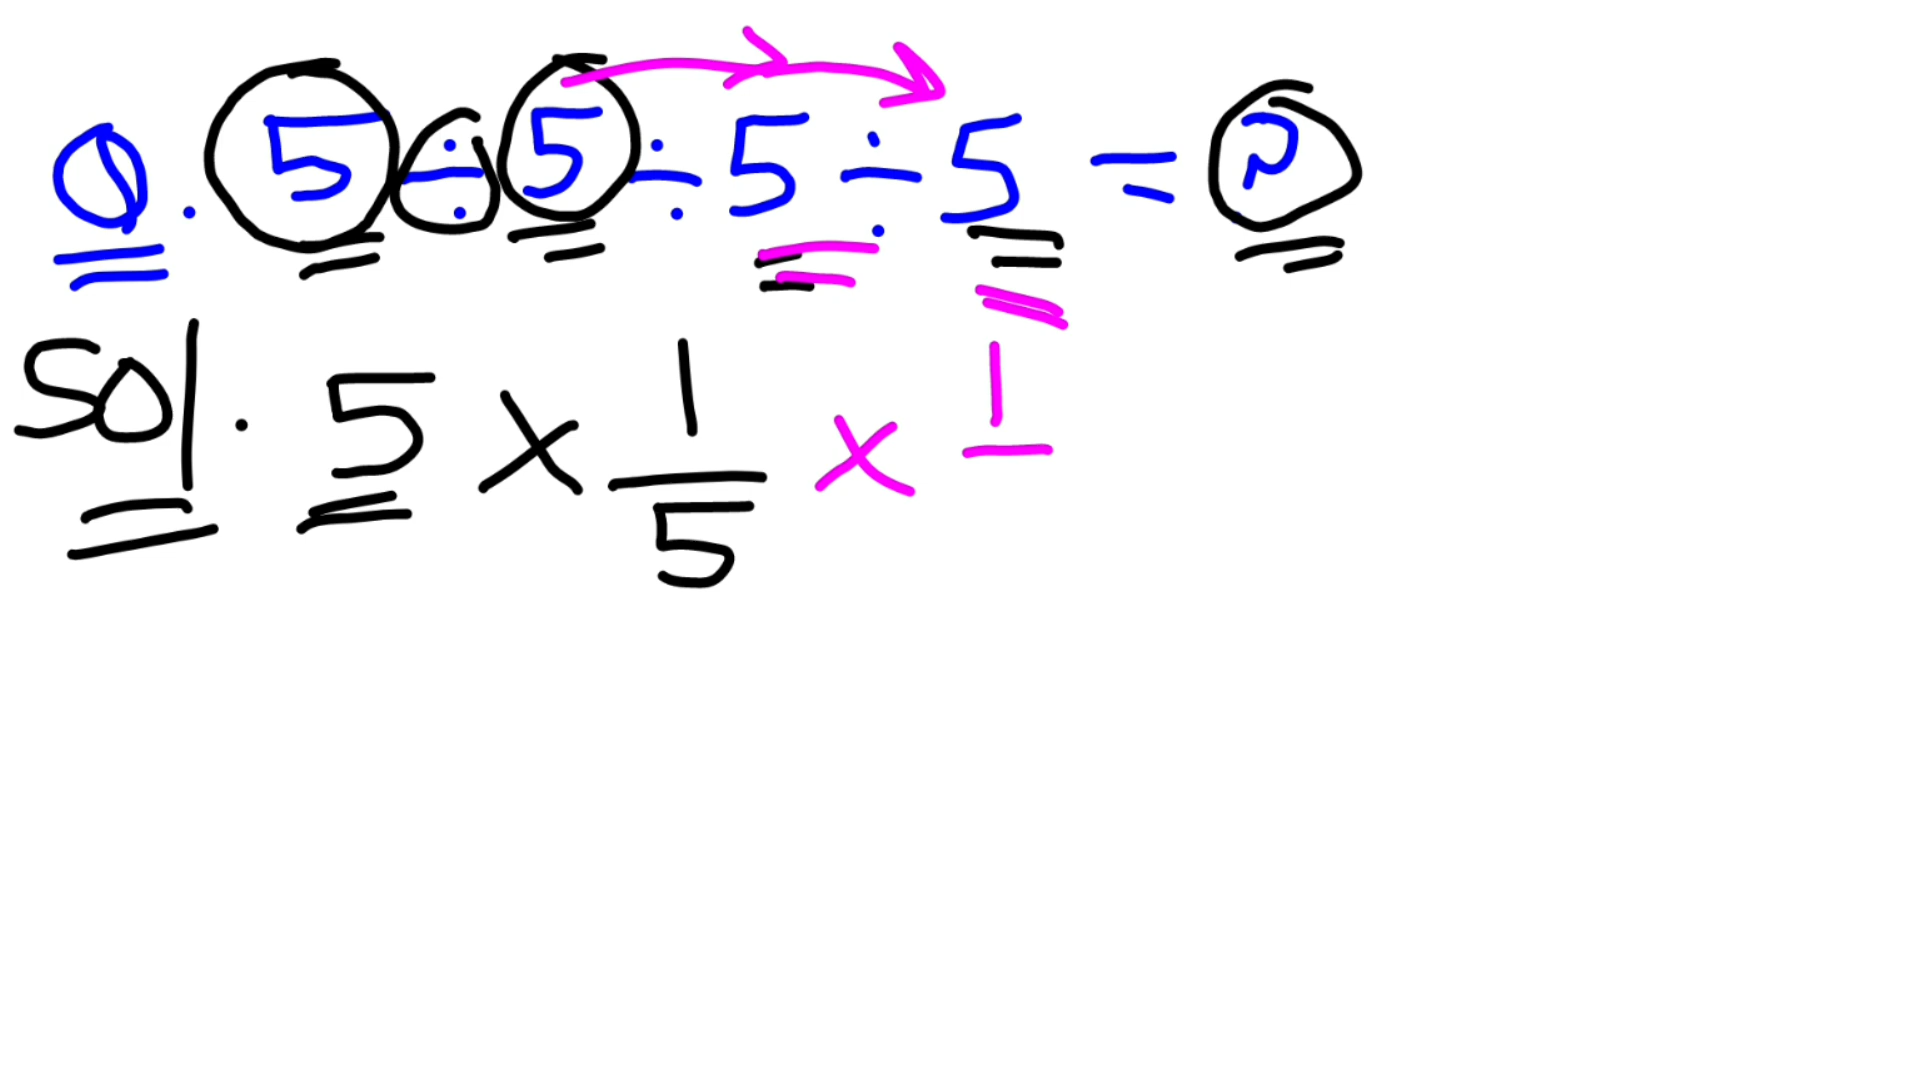 Q. 5 ÷ 5 ÷ 5 ÷ 5 = ?
Sol. 5 × 1/5 × 1/